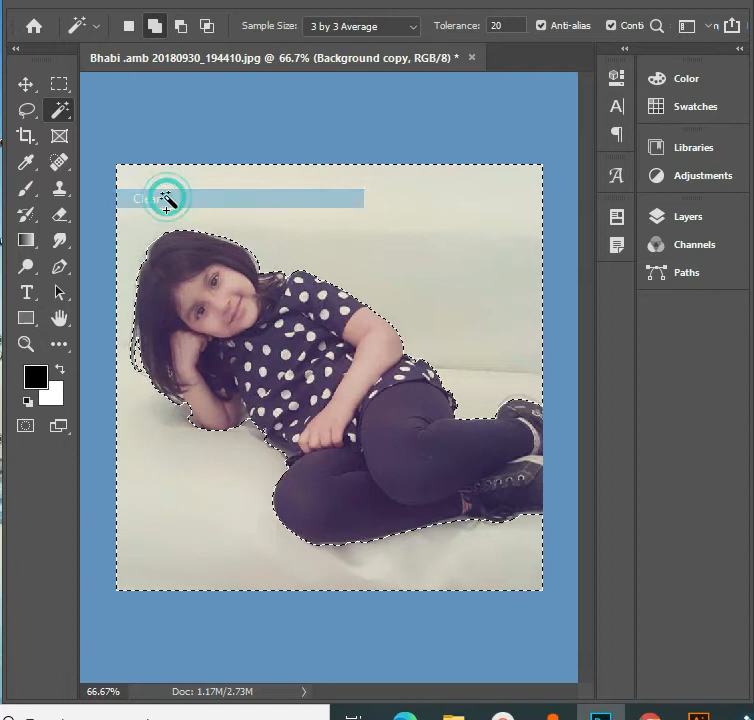 Sample Size: 3 by 3 Average Tolerance: 20 Anti-alias Conti
Bhabi .amb 20180930_194410.jpg @ 66.7% (Background copy, RGB/8) * ×
Color
Swatches
Libraries
Adjustments
Layers
Channels
Paths
Clear
66.67% Doc: 1.17M/2.73M